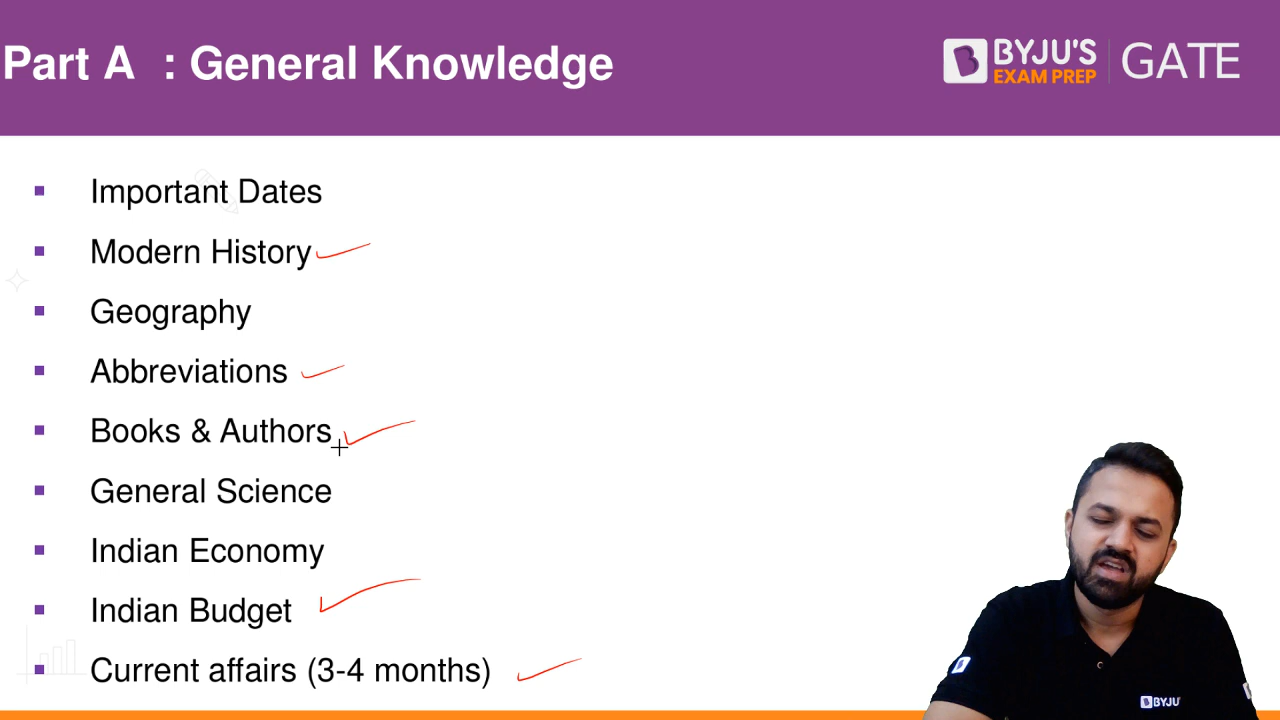 Part A : General Knowledge
BYJU'S
EXAM PREP
GATE
Important Dates
Modern History
Geography
Abbreviations
Books & Authors
General Science
Indian Economy
Indian Budget
Current affairs (3-4 months)
BYJU'